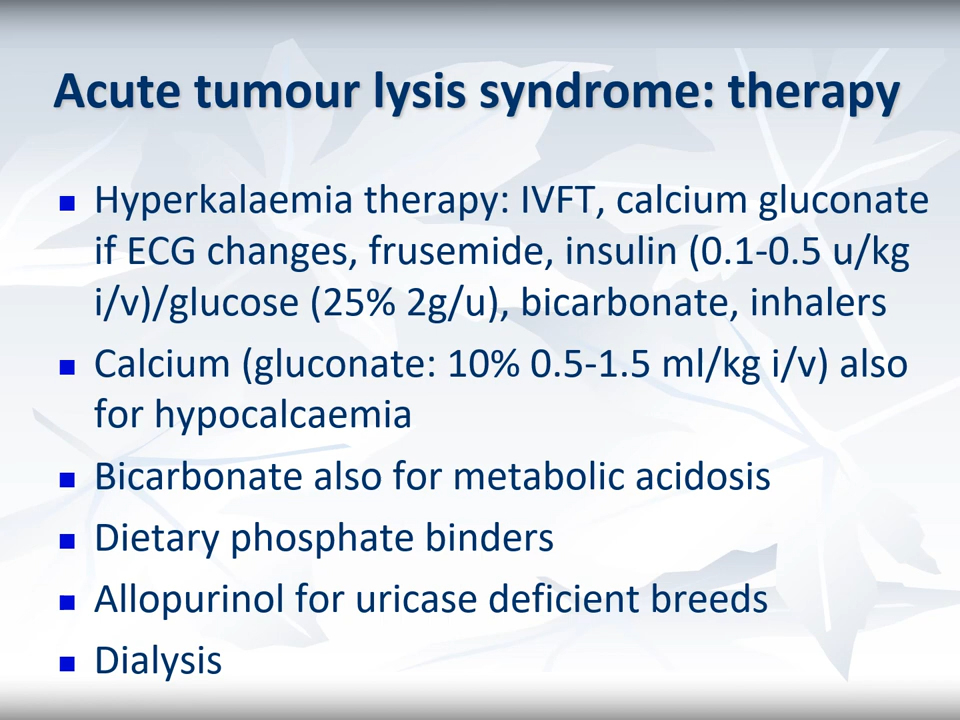 Acute tumour lysis syndrome: therapy
Hyperkalaemia therapy: IVFT, calcium gluconate
if ECG changes, frusemide, insulin (0.1-0.5 u/kg
i/v)/glucose (25% 2g/u), bicarbonate, inhalers
Calcium (gluconate: 10% 0.5-1.5 ml/kg i/v) also
for hypocalcaemia
Bicarbonate also for metabolic acidosis
Dietary phosphate binders
Allopurinol for uricase deficient breeds
Dialysis